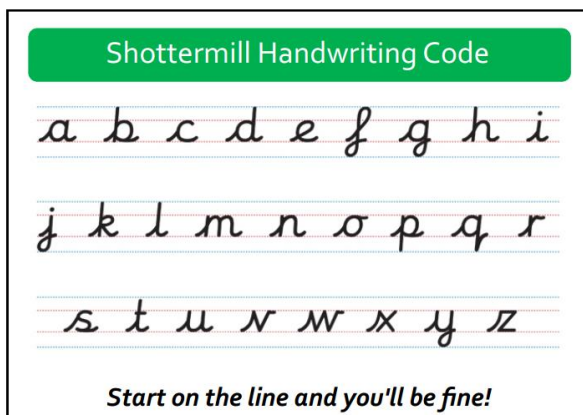 Shottermill Handwriting Code
a b c d e f g h i
j k l m n o p q r
s t u v w x y z
Start on the line and you'll be fine!